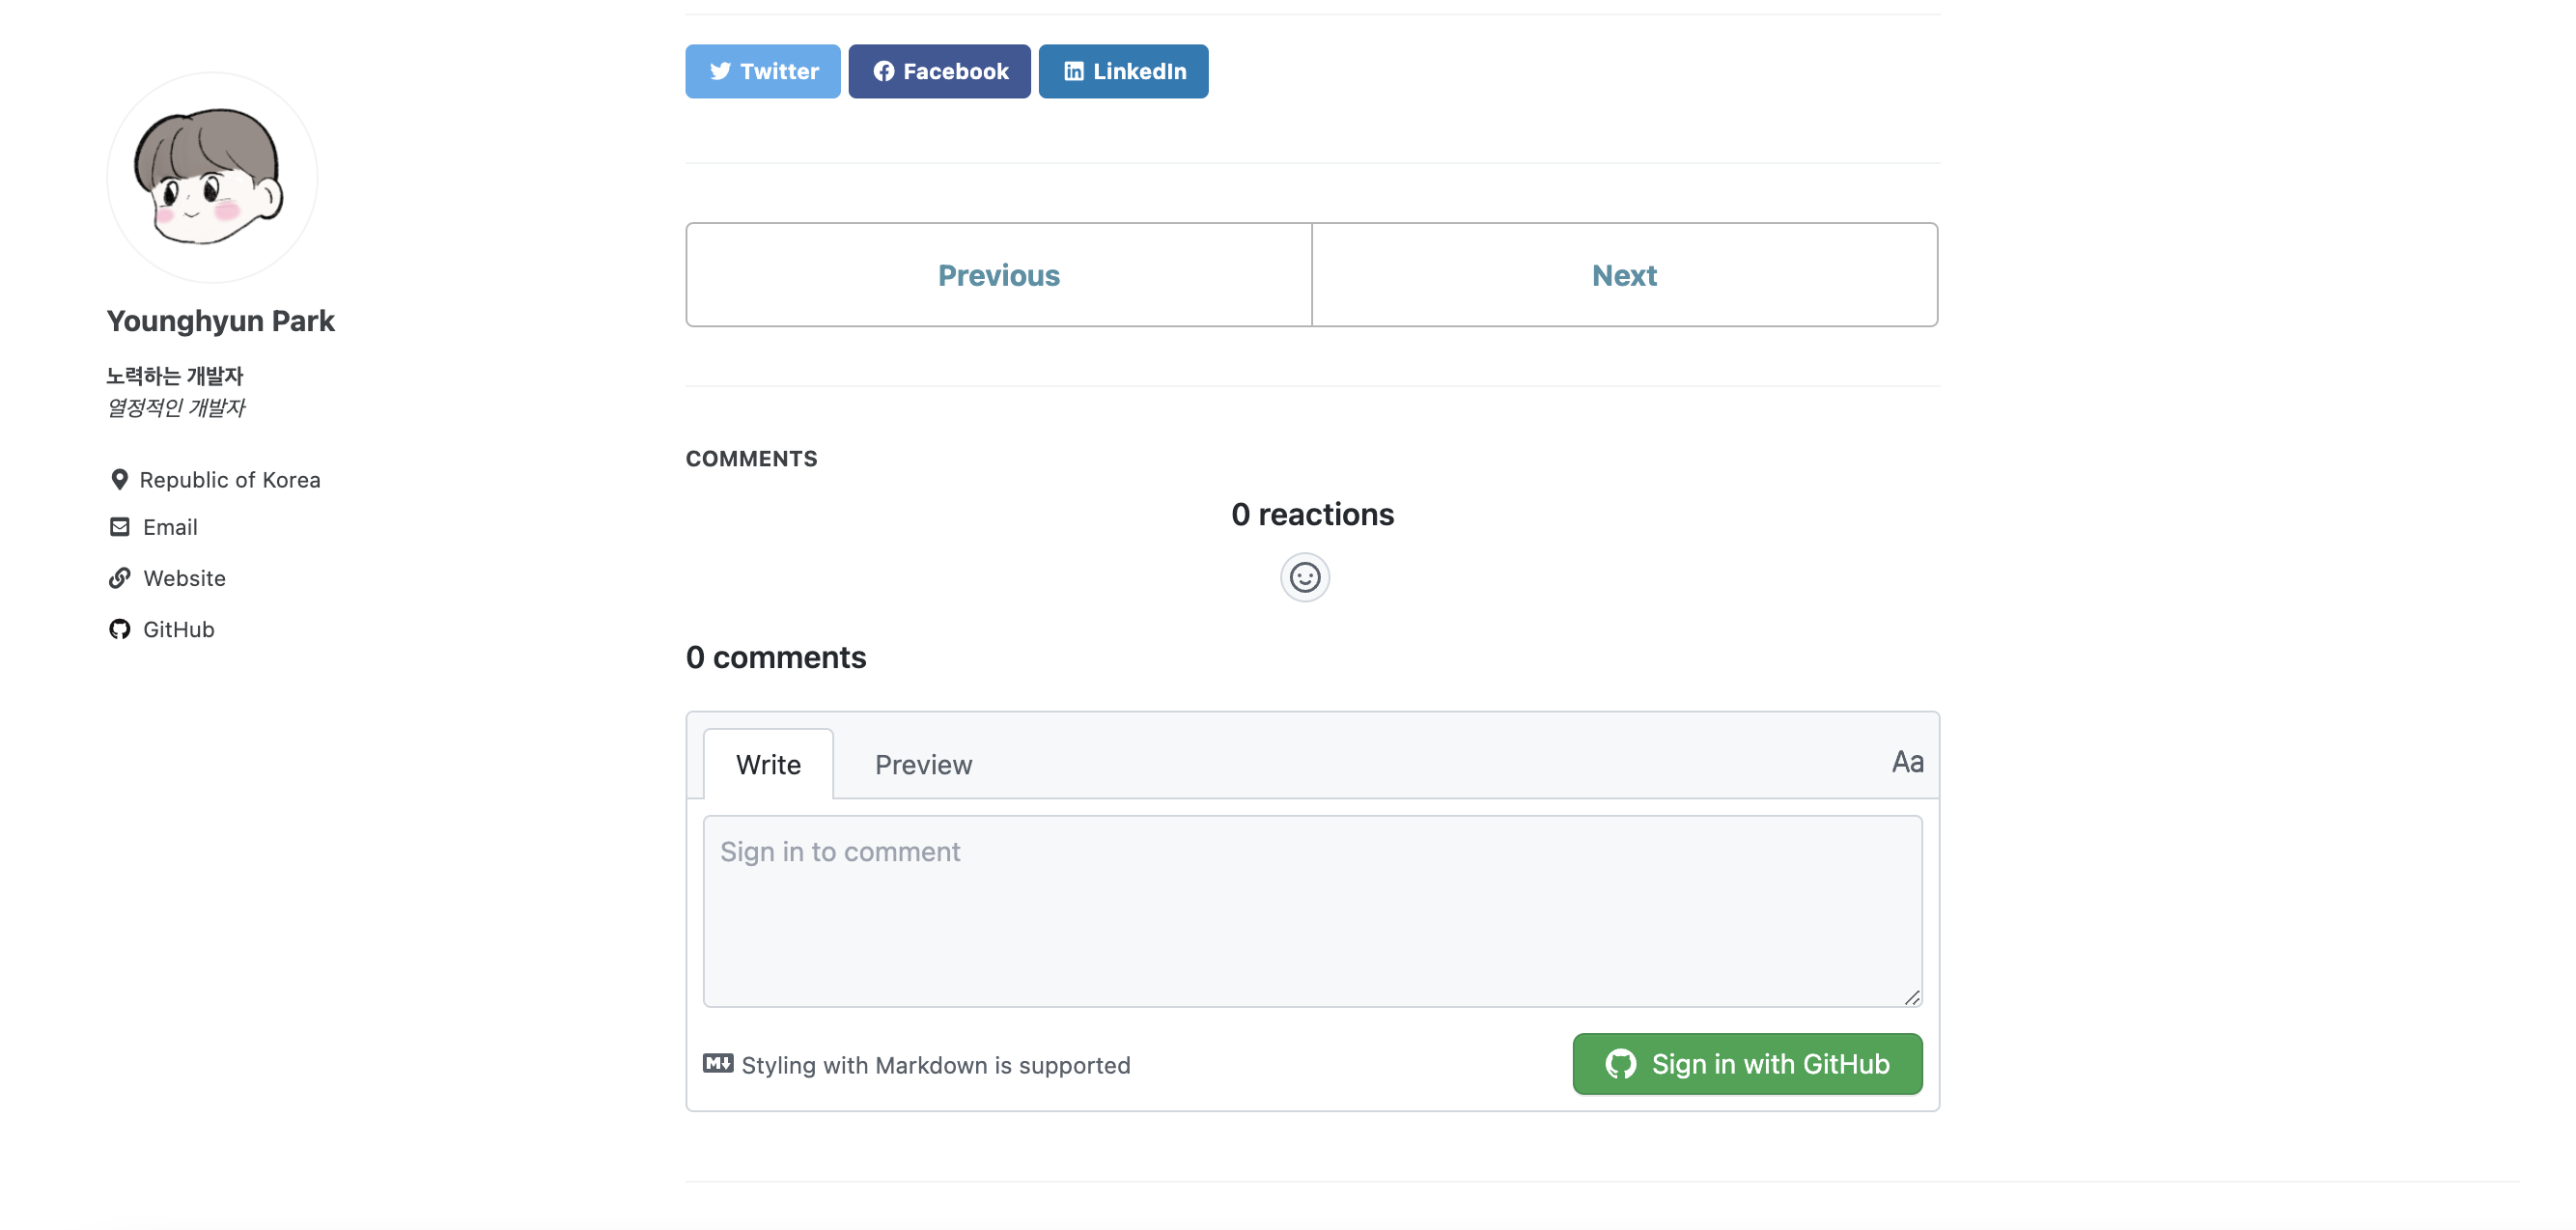 Younghyun Park
노력하는 개발자
열정적인 개발자
Republic of Korea
Email
Website
GitHub
Twitter Facebook LinkedIn
Previous Next
COMMENTS
0 reactions
0 comments
Write Preview Aa
Sign in to comment
M Styling with Markdown is supported Sign in with GitHub